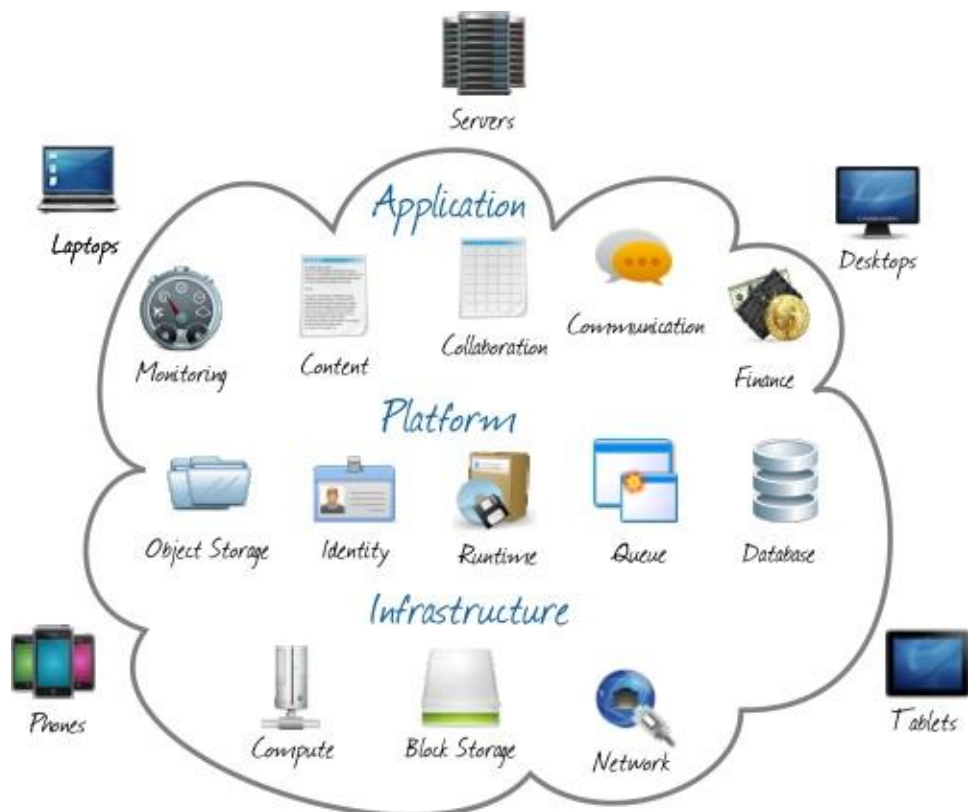 Servers
Laptops
Desktops
Application
Monitoring
Content
Collaboration
Communication
Finance
Platform
Object Storage
Identity
Runtime
Queue
Database
Infrastructure
Phones
Compute
Block Storage
Network
Tablets